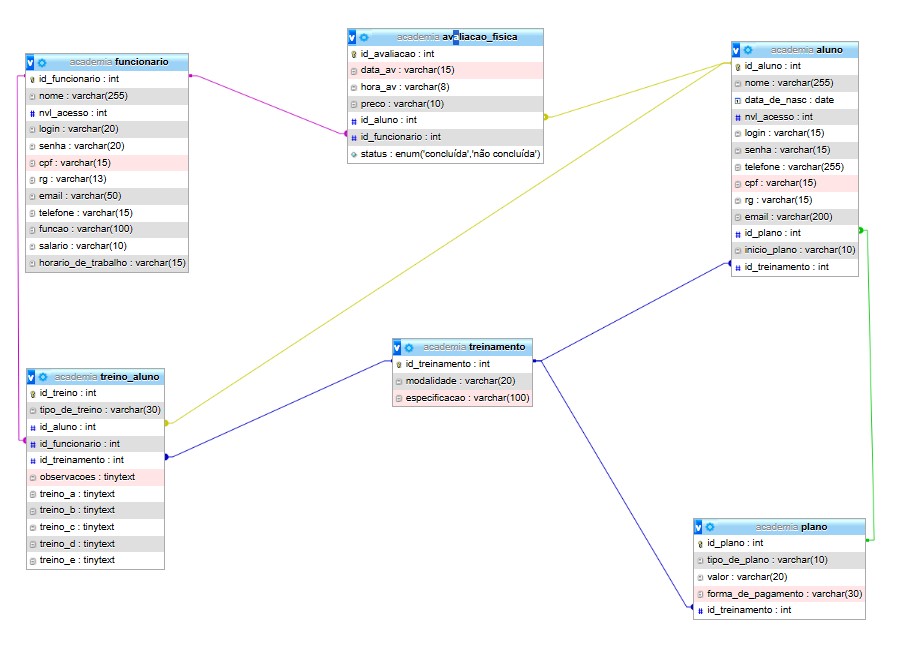 academia funcionario
id_funcionario : int
nome : varchar(255)
nvl_acesso : int
login : varchar(20)
senha : varchar(20)
cpf : varchar(15)
rg : varchar(13)
email : varchar(50)
telefone : varchar(15)
funcao : varchar(100)
salario : varchar(10)
horario_de_trabalho : varchar(15)
academia avaliacao_fisica
id_avaliacao : int
data_av : varchar(15)
hora_av : varchar(8)
preco : varchar(10)
id_aluno : int
id_funcionario : int
status : enum('concluída','não concluída')
academia aluno
id_aluno : int
nome : varchar(255)
data_de_nasc : date
nvl_acesso : int
login : varchar(15)
senha : varchar(15)
telefone : varchar(255)
cpf : varchar(15)
rg : varchar(15)
email : varchar(200)
id_plano : int
inicio_plano : varchar(10)
id_treinamento : int
academia treinamento
id_treinamento : int
modalidade : varchar(20)
especificacao : varchar(100)
academia treino_aluno
id_treino : int
tipo_de_treino : varchar(30)
id_aluno : int
id_funcionario : int
id_treinamento : int
observacoes : tinytext
treino_a : tinytext
treino_b : tinytext
treino_c : tinytext
treino_d : tinytext
treino_e : tinytext
academia plano
id_plano : int
tipo_de_plano : varchar(10)
valor : varchar(20)
forma_de_pagamento : varchar(30)
id_treinamento : int